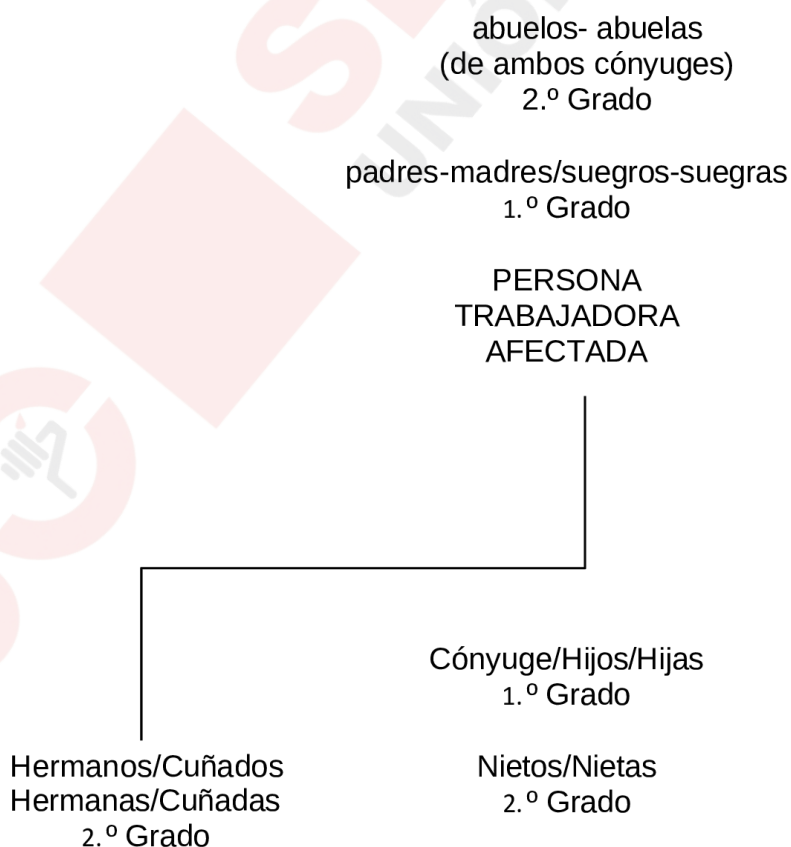 abuelos- abuelas
(de ambos cónyuges)
2.º Grado
padres-madres/suegros-suegras
1.º Grado
PERSONA
TRABAJADORA
AFECTADA
Cónyuge/Hijos/Hijas
1.º Grado
Hermanos/Cuñados
Hermanas/Cuñadas
2.º Grado
Nietos/Nietas
2.º Grado